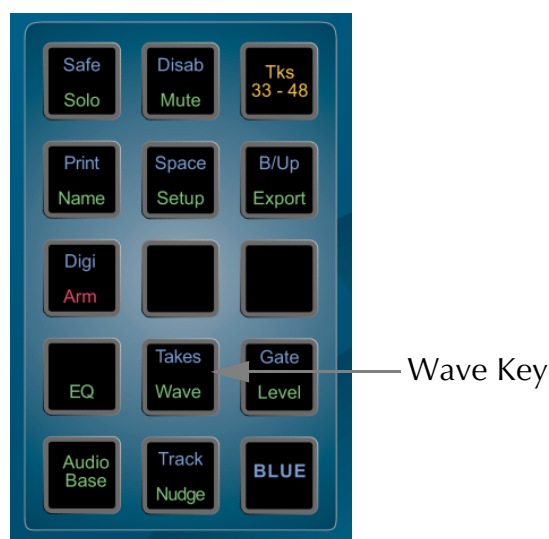 Safe
Solo
Disab
Mute
Tks
33 - 48
Print
Name
Space
Setup
B/Up
Export
Digi
Arm
EQ
Takes
Wave
Gate
Level
Wave Key
Audio
Base
Track
Nudge
BLUE